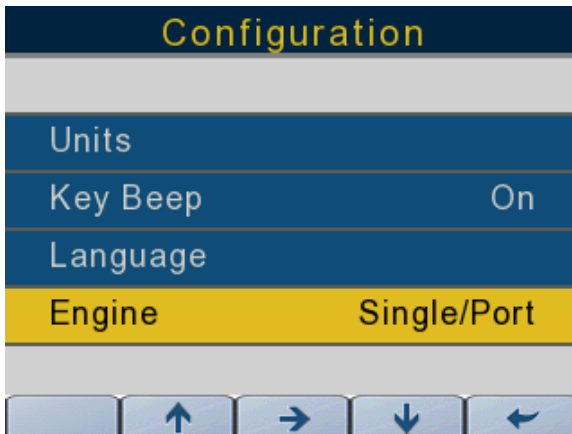 Configuration
Units
Key Beep On
Language
Engine Single/Port